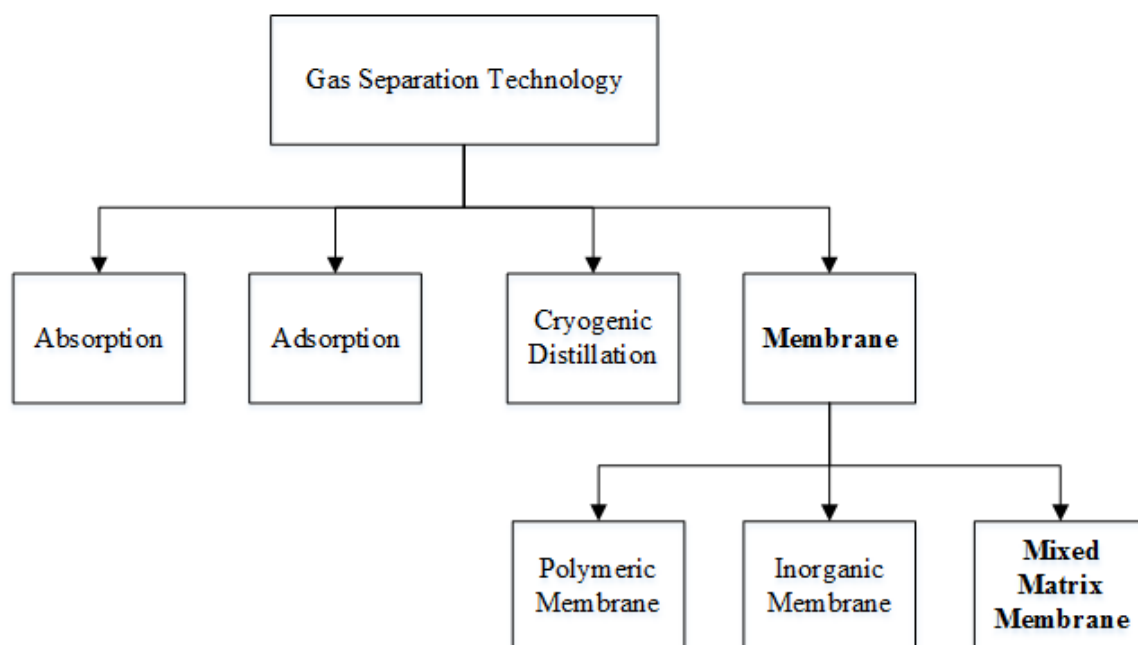 Gas Separation Technology
Absorption
Adsorption
Cryogenic
Distillation
Membrane
Polymeric
Membrane
Inorganic
Membrane
Mixed
Matrix
Membrane